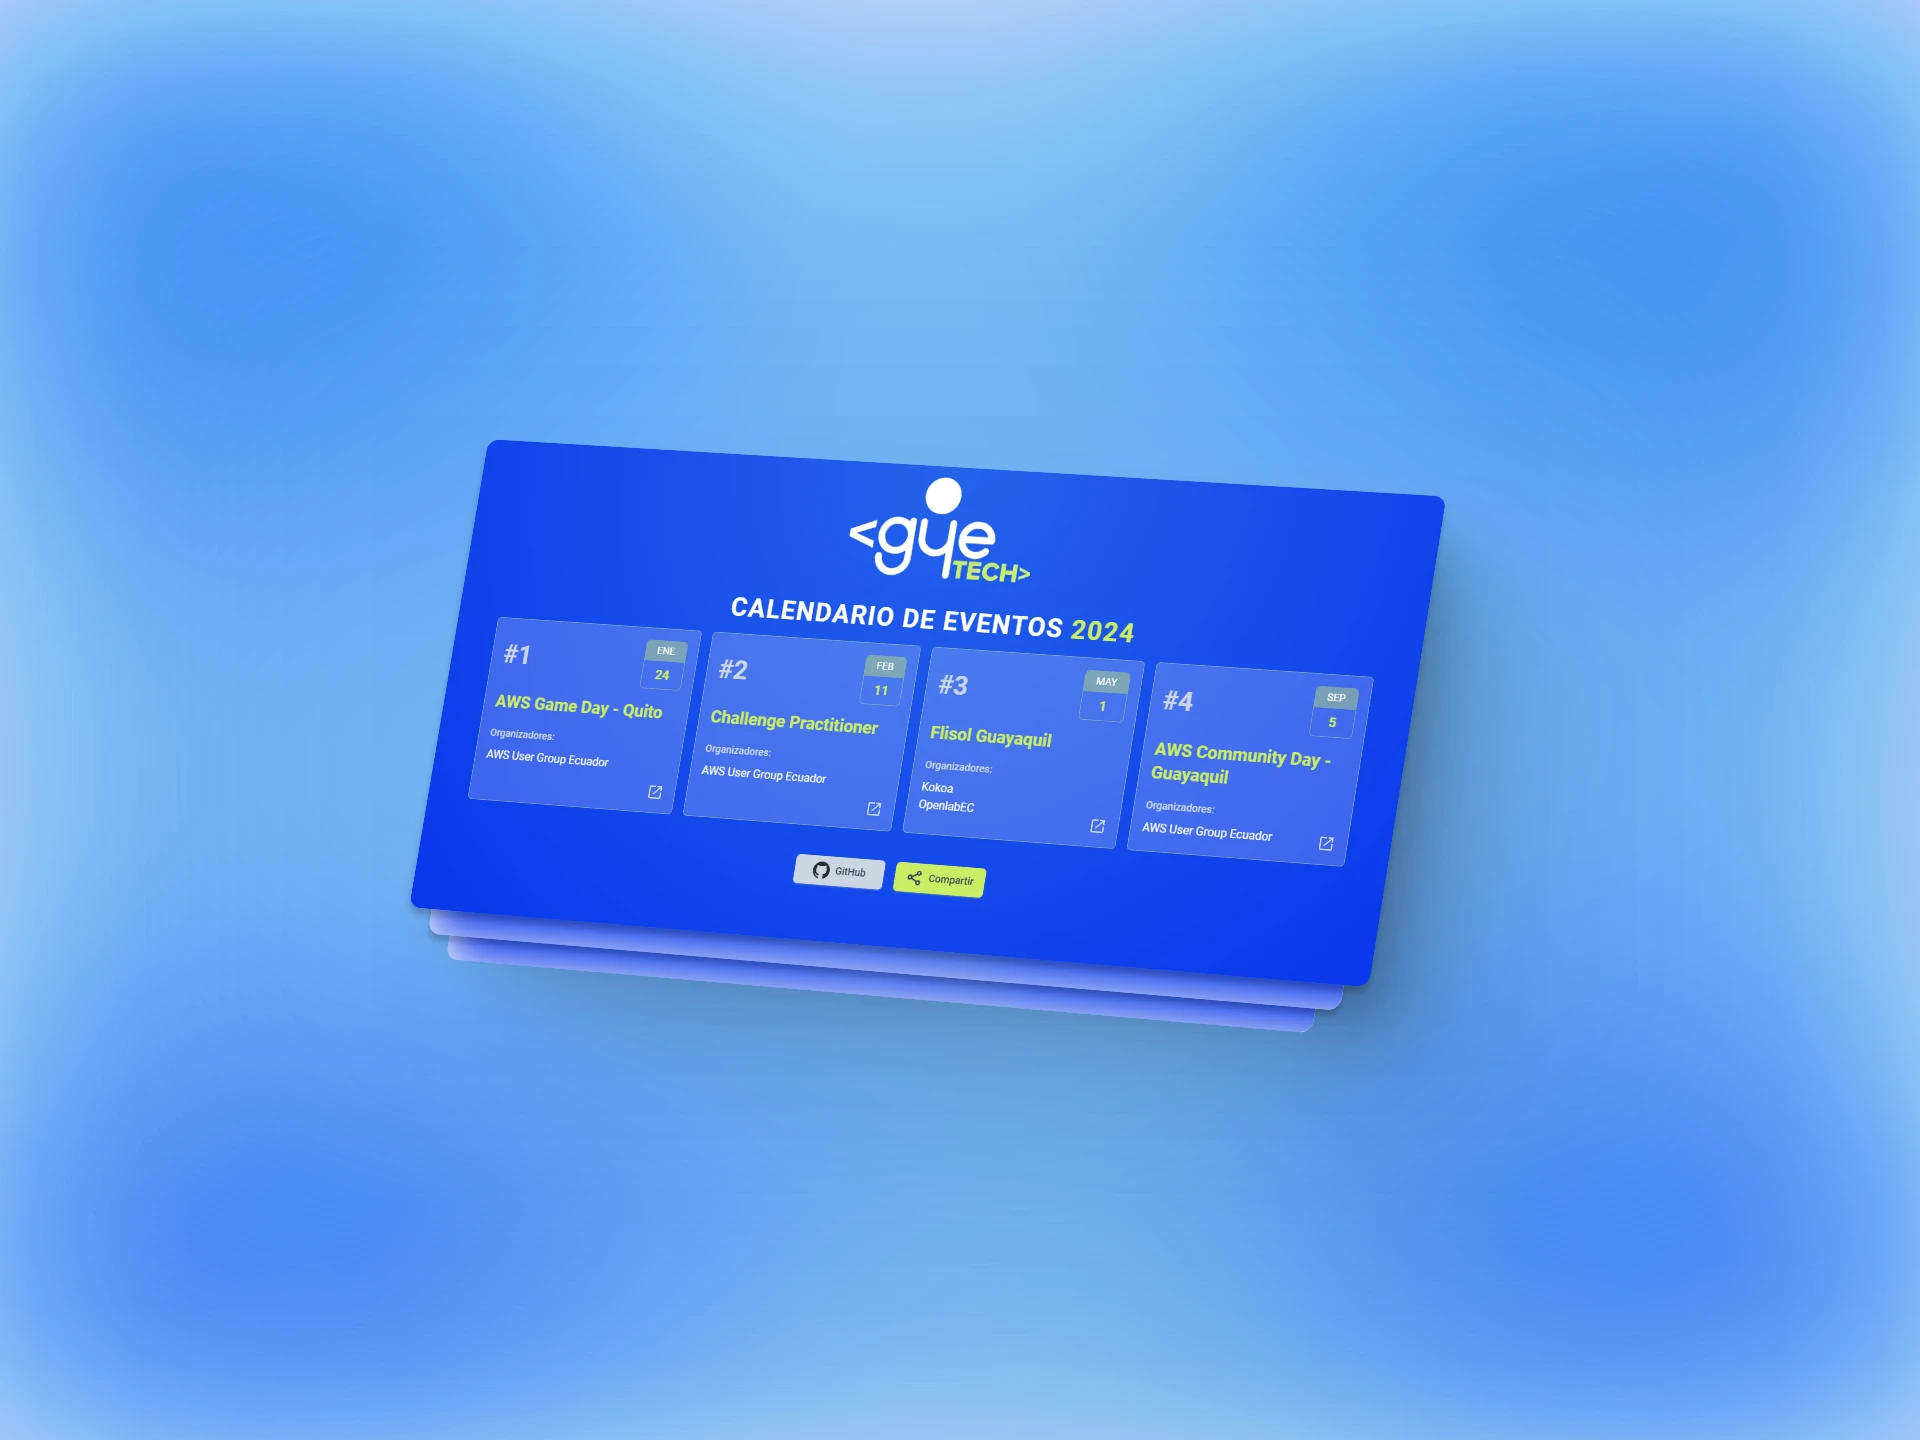 <gye
TECH>
CALENDARIO DE EVENTOS 2024
#1
ENE
24
AWS Game Day - Quito
Organizadores:
AWS User Group Ecuador
#2
FEB
11
Challenge Practitioner
Organizadores:
AWS User Group Ecuador
#3
MAY
1
Flisol Guayaquil
Organizadores:
Kokoa
OpenlabEC
#4
SEP
5
AWS Community Day -
Guayaquil
Organizadores:
AWS User Group Ecuador
GitHub
Compartir